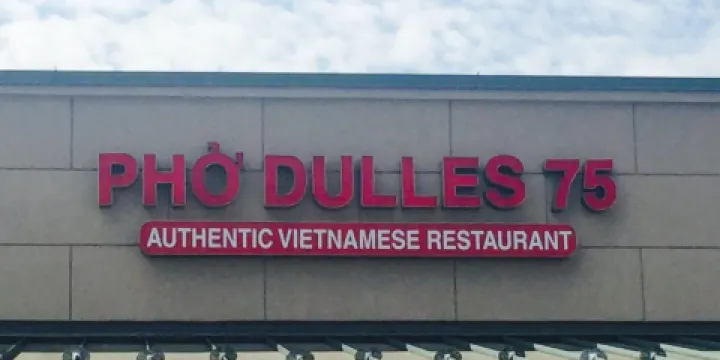 PHỞ DULLES 75
AUTHENTIC VIETNAMESE RESTAURANT